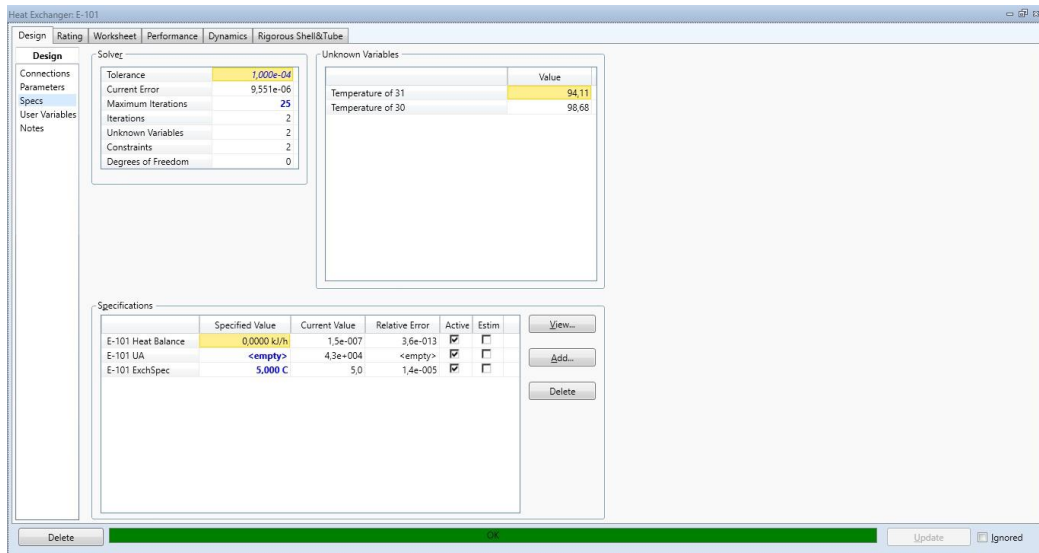 Heat Exchanger: E-101
Design Rating Worksheet Performance Dynamics Rigorous Shell&Tube
Design
Connections
Parameters
Specs
User Variables
Notes
Solver
Tolerance 1,000e-04
Current Error 9,551e-06
Maximum Iterations 25
Iterations 2
Unknown Variables 2
Constraints 2
Degrees of Freedom 0
Unknown Variables
Value
Temperature of 31 94,11
Temperature of 30 98,68
Specifications
Specified Value Current Value Relative Error Active Estim
E-101 Heat Balance 0,0000 kJ/h 1,5e-007 3,6e-013
E-101 UA <empty> 4,3e+004 <empty>
E-101 ExchSpec 5,000 C 5,0 1,4e-005
View...
Add...
Delete
Delete OK Update Ignored